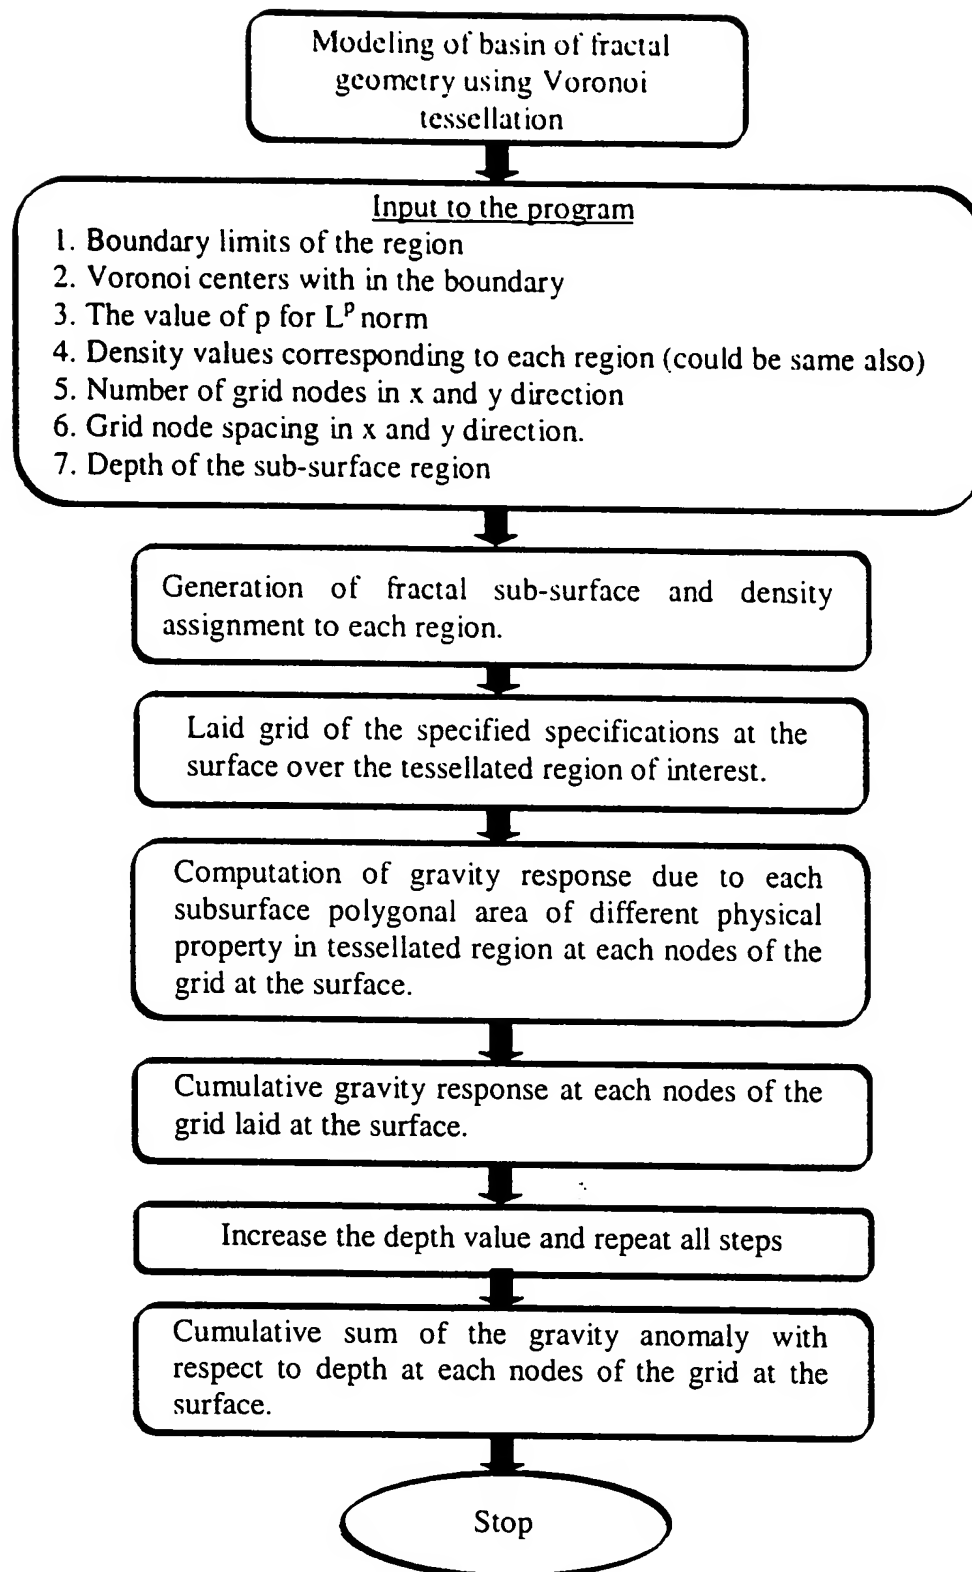 Modeling of basin of fractal
geometry using Voronoi
tessellation
Input to the program
1. Boundary limits of the region
2. Voronoi centers with in the boundary
3. The value of p for Lᵖ norm
4. Density values corresponding to each region (could be same also)
5. Number of grid nodes in x and y direction
6. Grid node spacing in x and y direction.
7. Depth of the sub-surface region
Generation of fractal sub-surface and density
assignment to each region.
Laid grid of the specified specifications at the
surface over the tessellated region of interest.
Computation of gravity response due to each
subsurface polygonal area of different physical
property in tessellated region at each nodes of the
grid at the surface.
Cumulative gravity response at each nodes of the
grid laid at the surface.
Increase the depth value and repeat all steps
Cumulative sum of the gravity anomaly with
respect to depth at each nodes of the grid at the
surface.
Stop